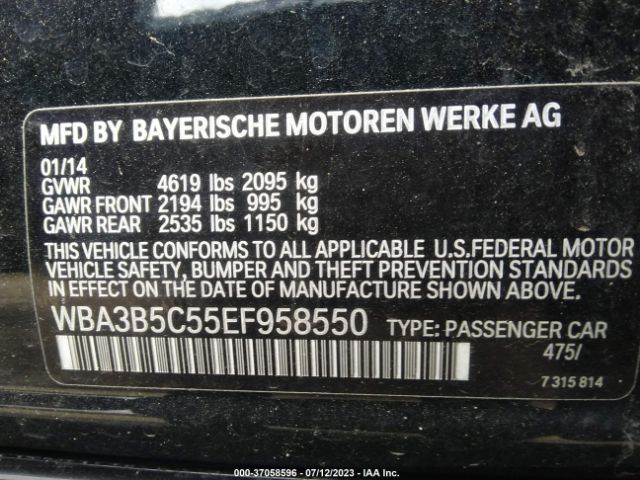 MFD BY BAYERISCHE MOTOREN WERKE AG
01/14
GVWR 4619 lbs 2095 kg
GAWR FRONT 2194 lbs 995 kg
GAWR REAR 2535 lbs 1150 kg
THIS VEHICLE CONFORMS TO ALL APPLICABLE U.S.FEDERAL MOTOR
VEHICLE SAFETY, BUMPER AND THEFT PREVENTION STANDARDS
IN EFFECT ON THE DATE OF MANUFACTURE SHOWN ABOVE.
WBA3B5C55EF958550 TYPE: PASSENGER CAR
475/
7 315 814
000-37058596 - 07/12/2023 - IAA Inc.